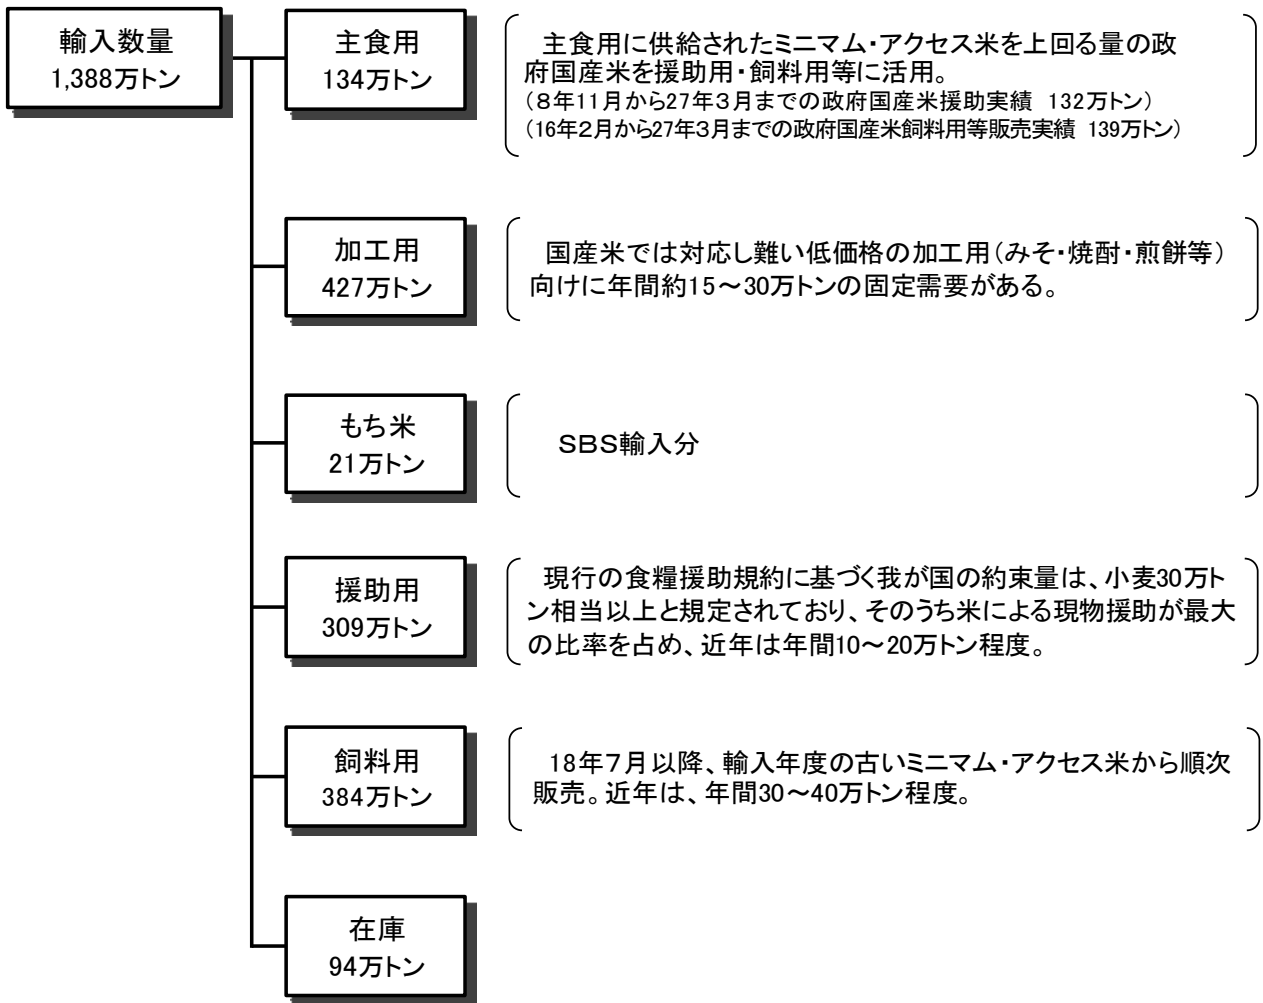 輸入数量
1,388万トン
主食用
134万トン
主食用に供給されたミニマム・アクセス米を上回る量の政
府国産米を援助用・飼料用等に活用。
(8年11月から27年3月までの政府国産米援助実績 132万トン)
(16年2月から27年3月までの政府国産米飼料用等販売実績 139万トン)
加工用
427万トン
国産米では対応し難い低価格の加工用(みそ・焼酎・煎餅等)
向けに年間約15～30万トンの固定需要がある。
もち米
21万トン
SBS輸入分
援助用
309万トン
現行の食糧援助規約に基づく我が国の約束量は、小麦30万ト
ン相当以上と規定されており、そのうち米による現物援助が最大
の比率を占め、近年は年間10～20万トン程度。
飼料用
384万トン
18年7月以降、輸入年度の古いミニマム・アクセス米から順次
販売。近年は、年間30～40万トン程度。
在庫
94万トン